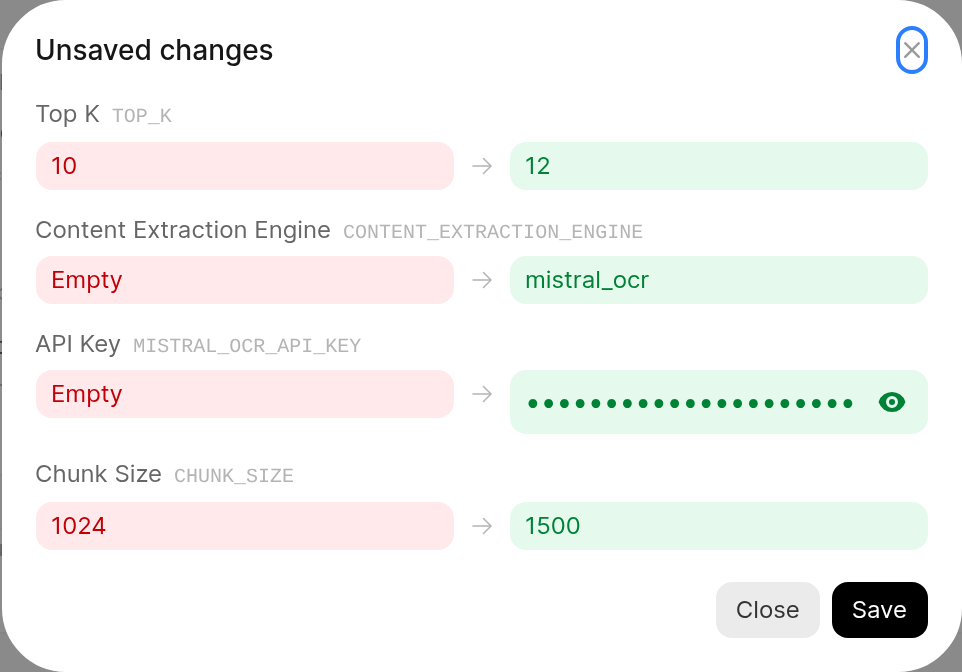 Unsaved changes
Top K TOP_K
10 → 12
Content Extraction Engine CONTENT_EXTRACTION_ENGINE
Empty → mistral_ocr
API Key MISTRAL_OCR_API_KEY
Empty → •••••••••••••••••••••
Chunk Size CHUNK_SIZE
1024 → 1500
Close Save